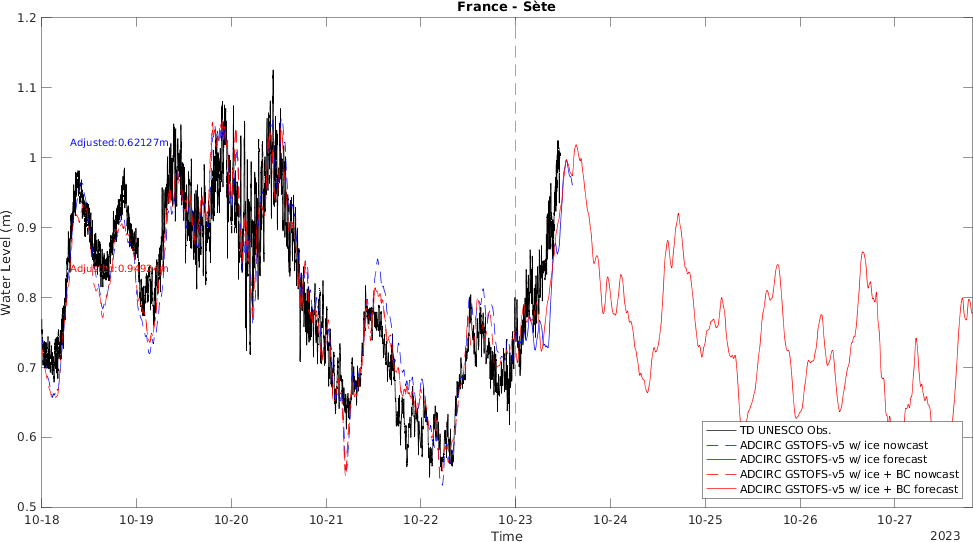 France - Sète
Water Level (m)
1.2
1.1
1
0.9
0.8
0.7
0.6
0.5
Adjusted:0.62127m
TD UNESCO Obs.
ADCIRC GSTOFS-v5 w/ ice nowcast
ADCIRC GSTOFS-v5 w/ ice forecast
ADCIRC GSTOFS-v5 w/ ice + BC nowcast
ADCIRC GSTOFS-v5 w/ ice + BC forecast
10-18 10-19 10-20 10-21 10-22 10-23 10-24 10-25 10-26 10-27
Time
2023